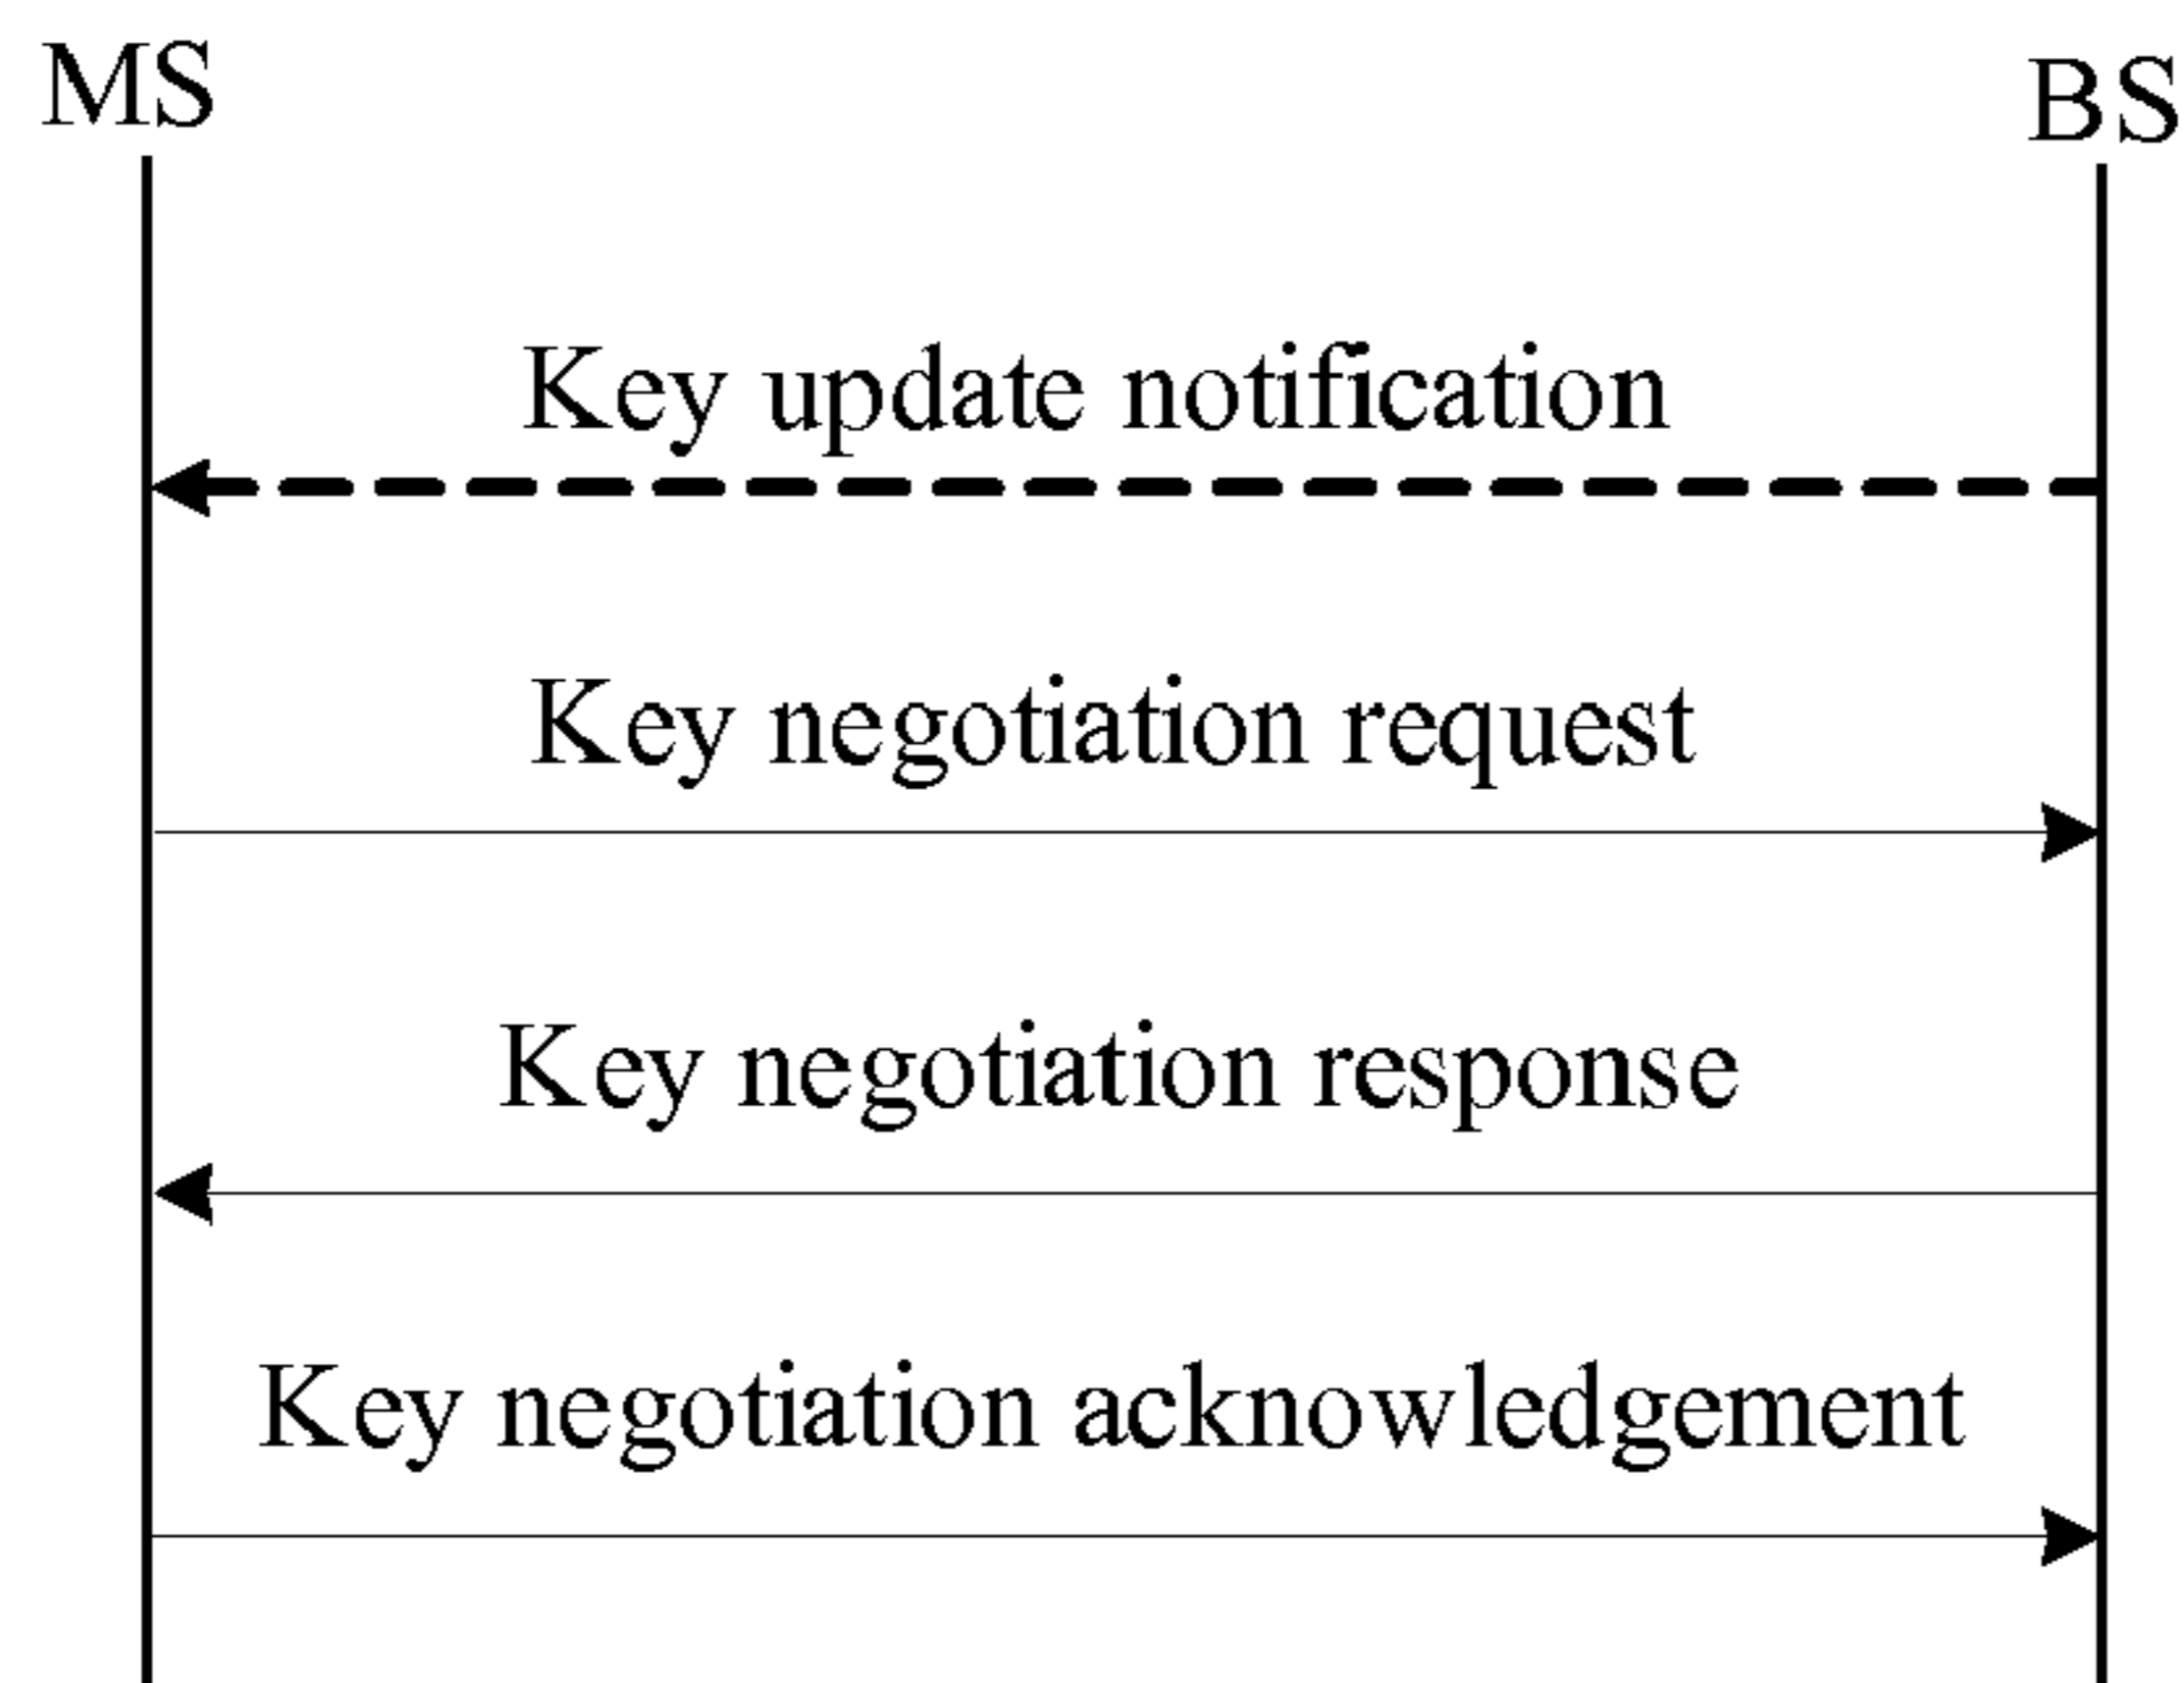 MS
BS
Key update notification
Key negotiation request
Key negotiation response
Key negotiation acknowledgement